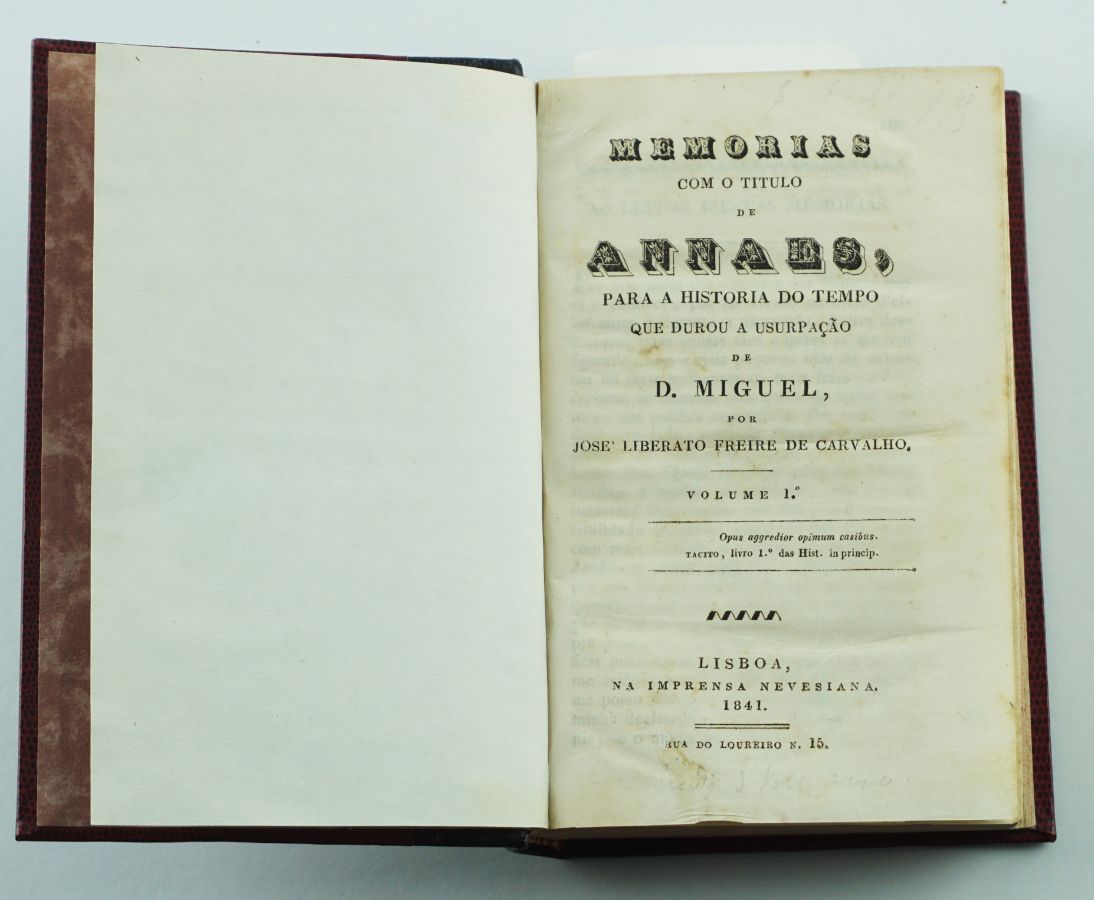 MEMORIAS
COM O TITULO
DE
ANNAES,
PARA A HISTORIA DO TEMPO
QUE DUROU A USURPAÇÃO
DE
D. MIGUEL,
POR
JOSE' LIBERATO FREIRE DE CARVALHO.
VOLUME 1.º
Opus aggredior opimum casibus.
TACITO, livro 1.º das Hist. in princip.
LISBOA,
NA IMPRENSA NEVESIANA.
1841.
RUA DO LOUREIRO N. 15.